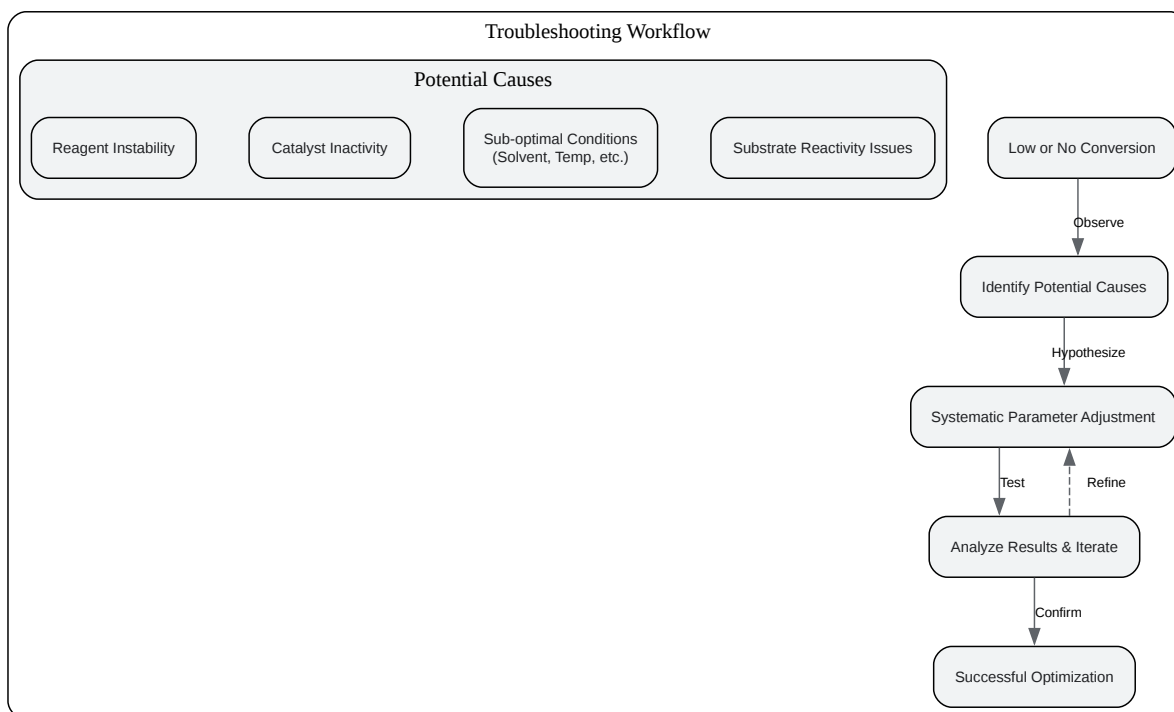 Troubleshooting Workflow
Potential Causes
Reagent Instability
Catalyst Inactivity
Sub-optimal Conditions
(Solvent, Temp, etc.)
Substrate Reactivity Issues
Low or No Conversion
Observe
Identify Potential Causes
Hypothesize
Systematic Parameter Adjustment
Test
Refine
Analyze Results & Iterate
Confirm
Successful Optimization